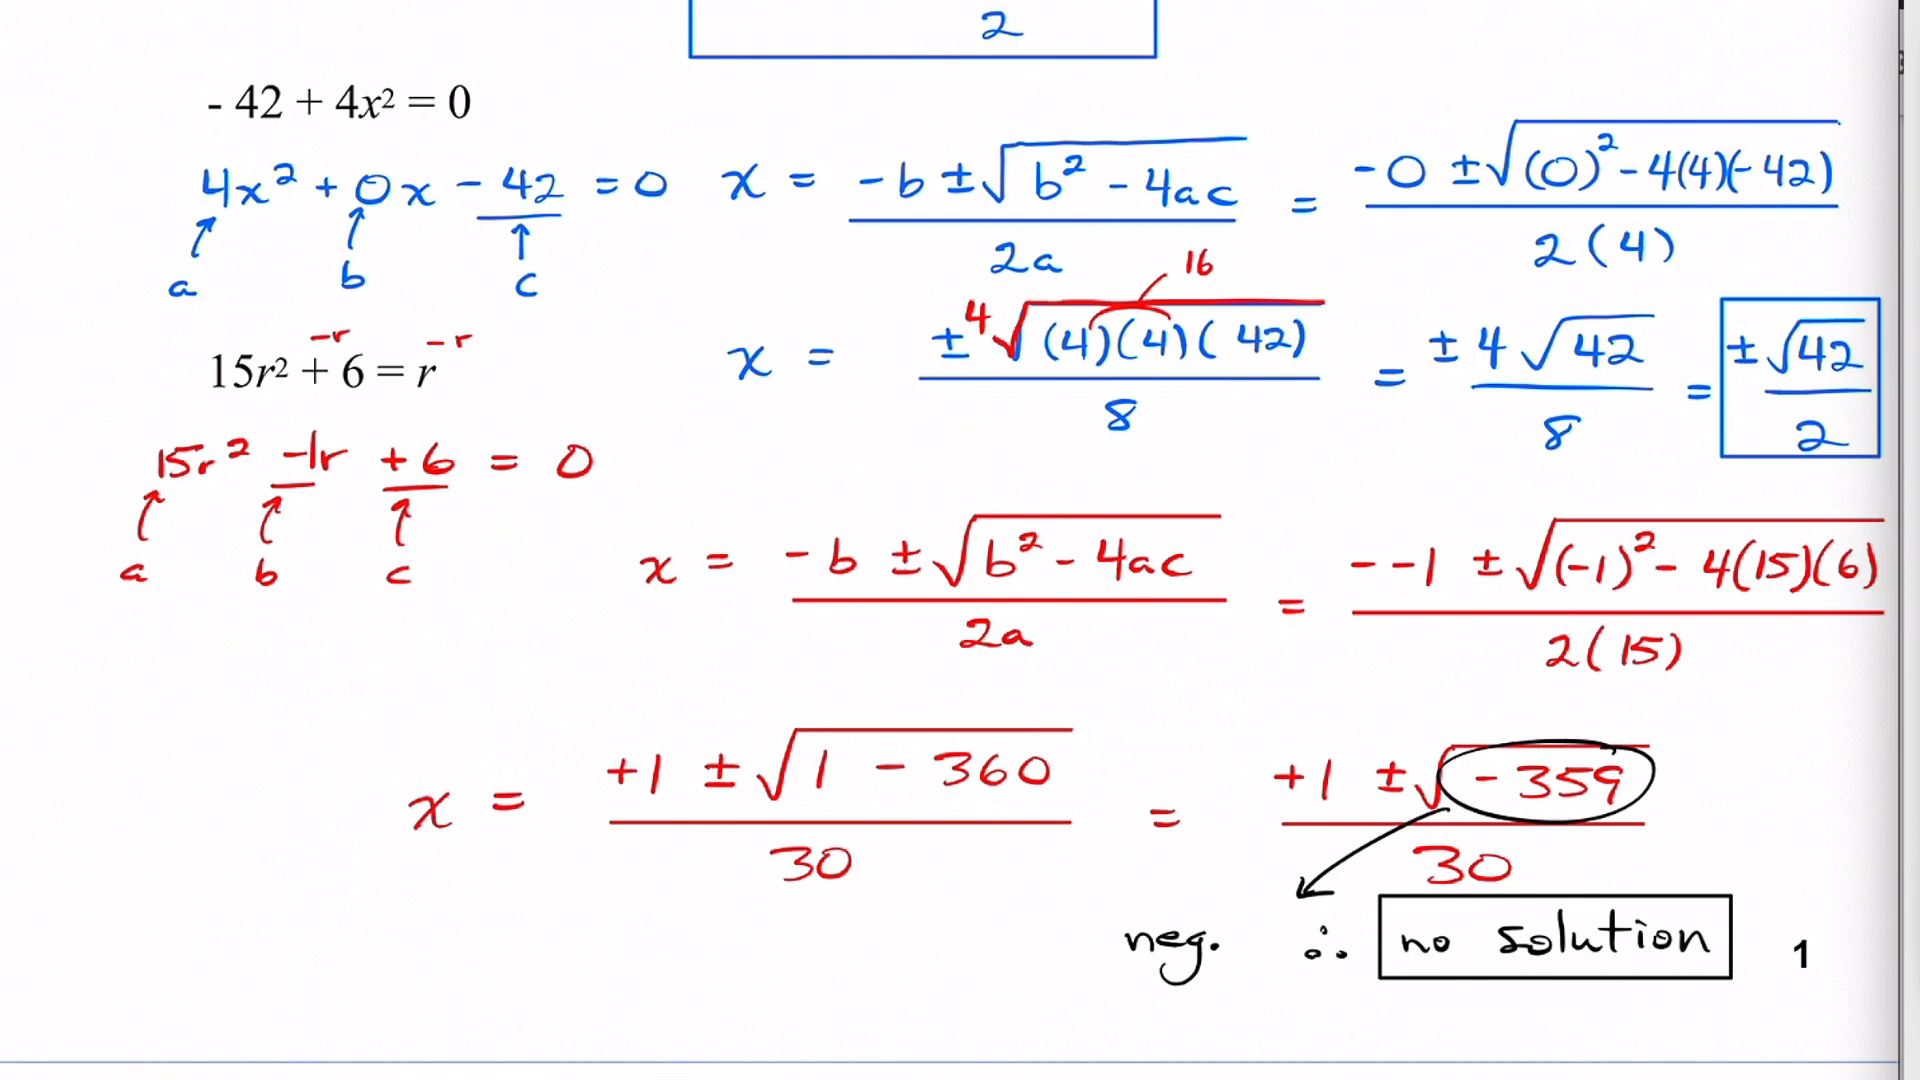 2
- 42 + 4x² = 0
4x² + 0x - 42 = 0 x = (-b ± √(b² - 4ac))/(2a) = (-0 ± √((0)² - 4(4)(-42)))/(2(4))
a b c
16
-r -r
15r² + 6 = r
x = (±4√((4)(4)(42)))/8 = (±4√42)/8 = ±√42/2
15r² -1r +6 = 0
a b c
x = (-b ± √(b² - 4ac))/(2a) = (--1 ± √((-1)² - 4(15)(6)))/(2(15))
x = (+1 ± √(1 - 360))/30 = (+1 ± √(-359))/30
neg. ∴ no solution 1